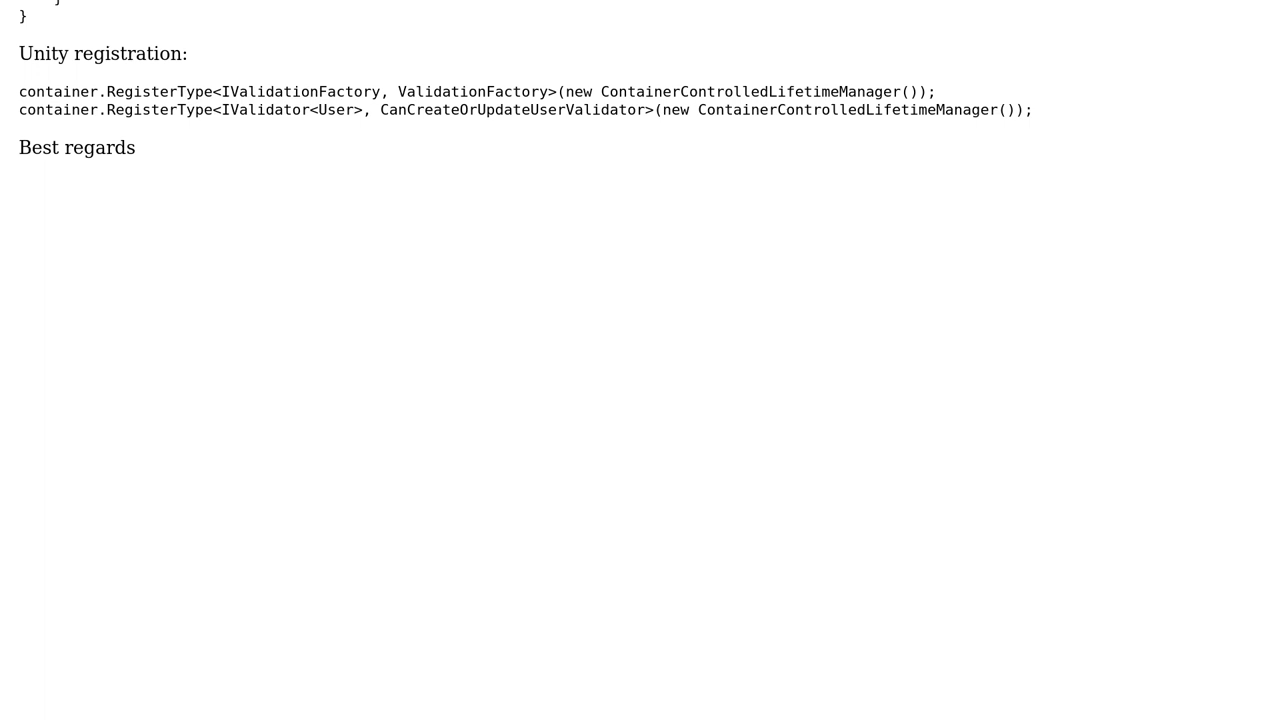 }
}
Unity registration:
container.RegisterType<IValidationFactory, ValidationFactory>(new ContainerControlledLifetimeManager());
container.RegisterType<IValidator<User>, CanCreateOrUpdateUserValidator>(new ContainerControlledLifetimeManager());
Best regards